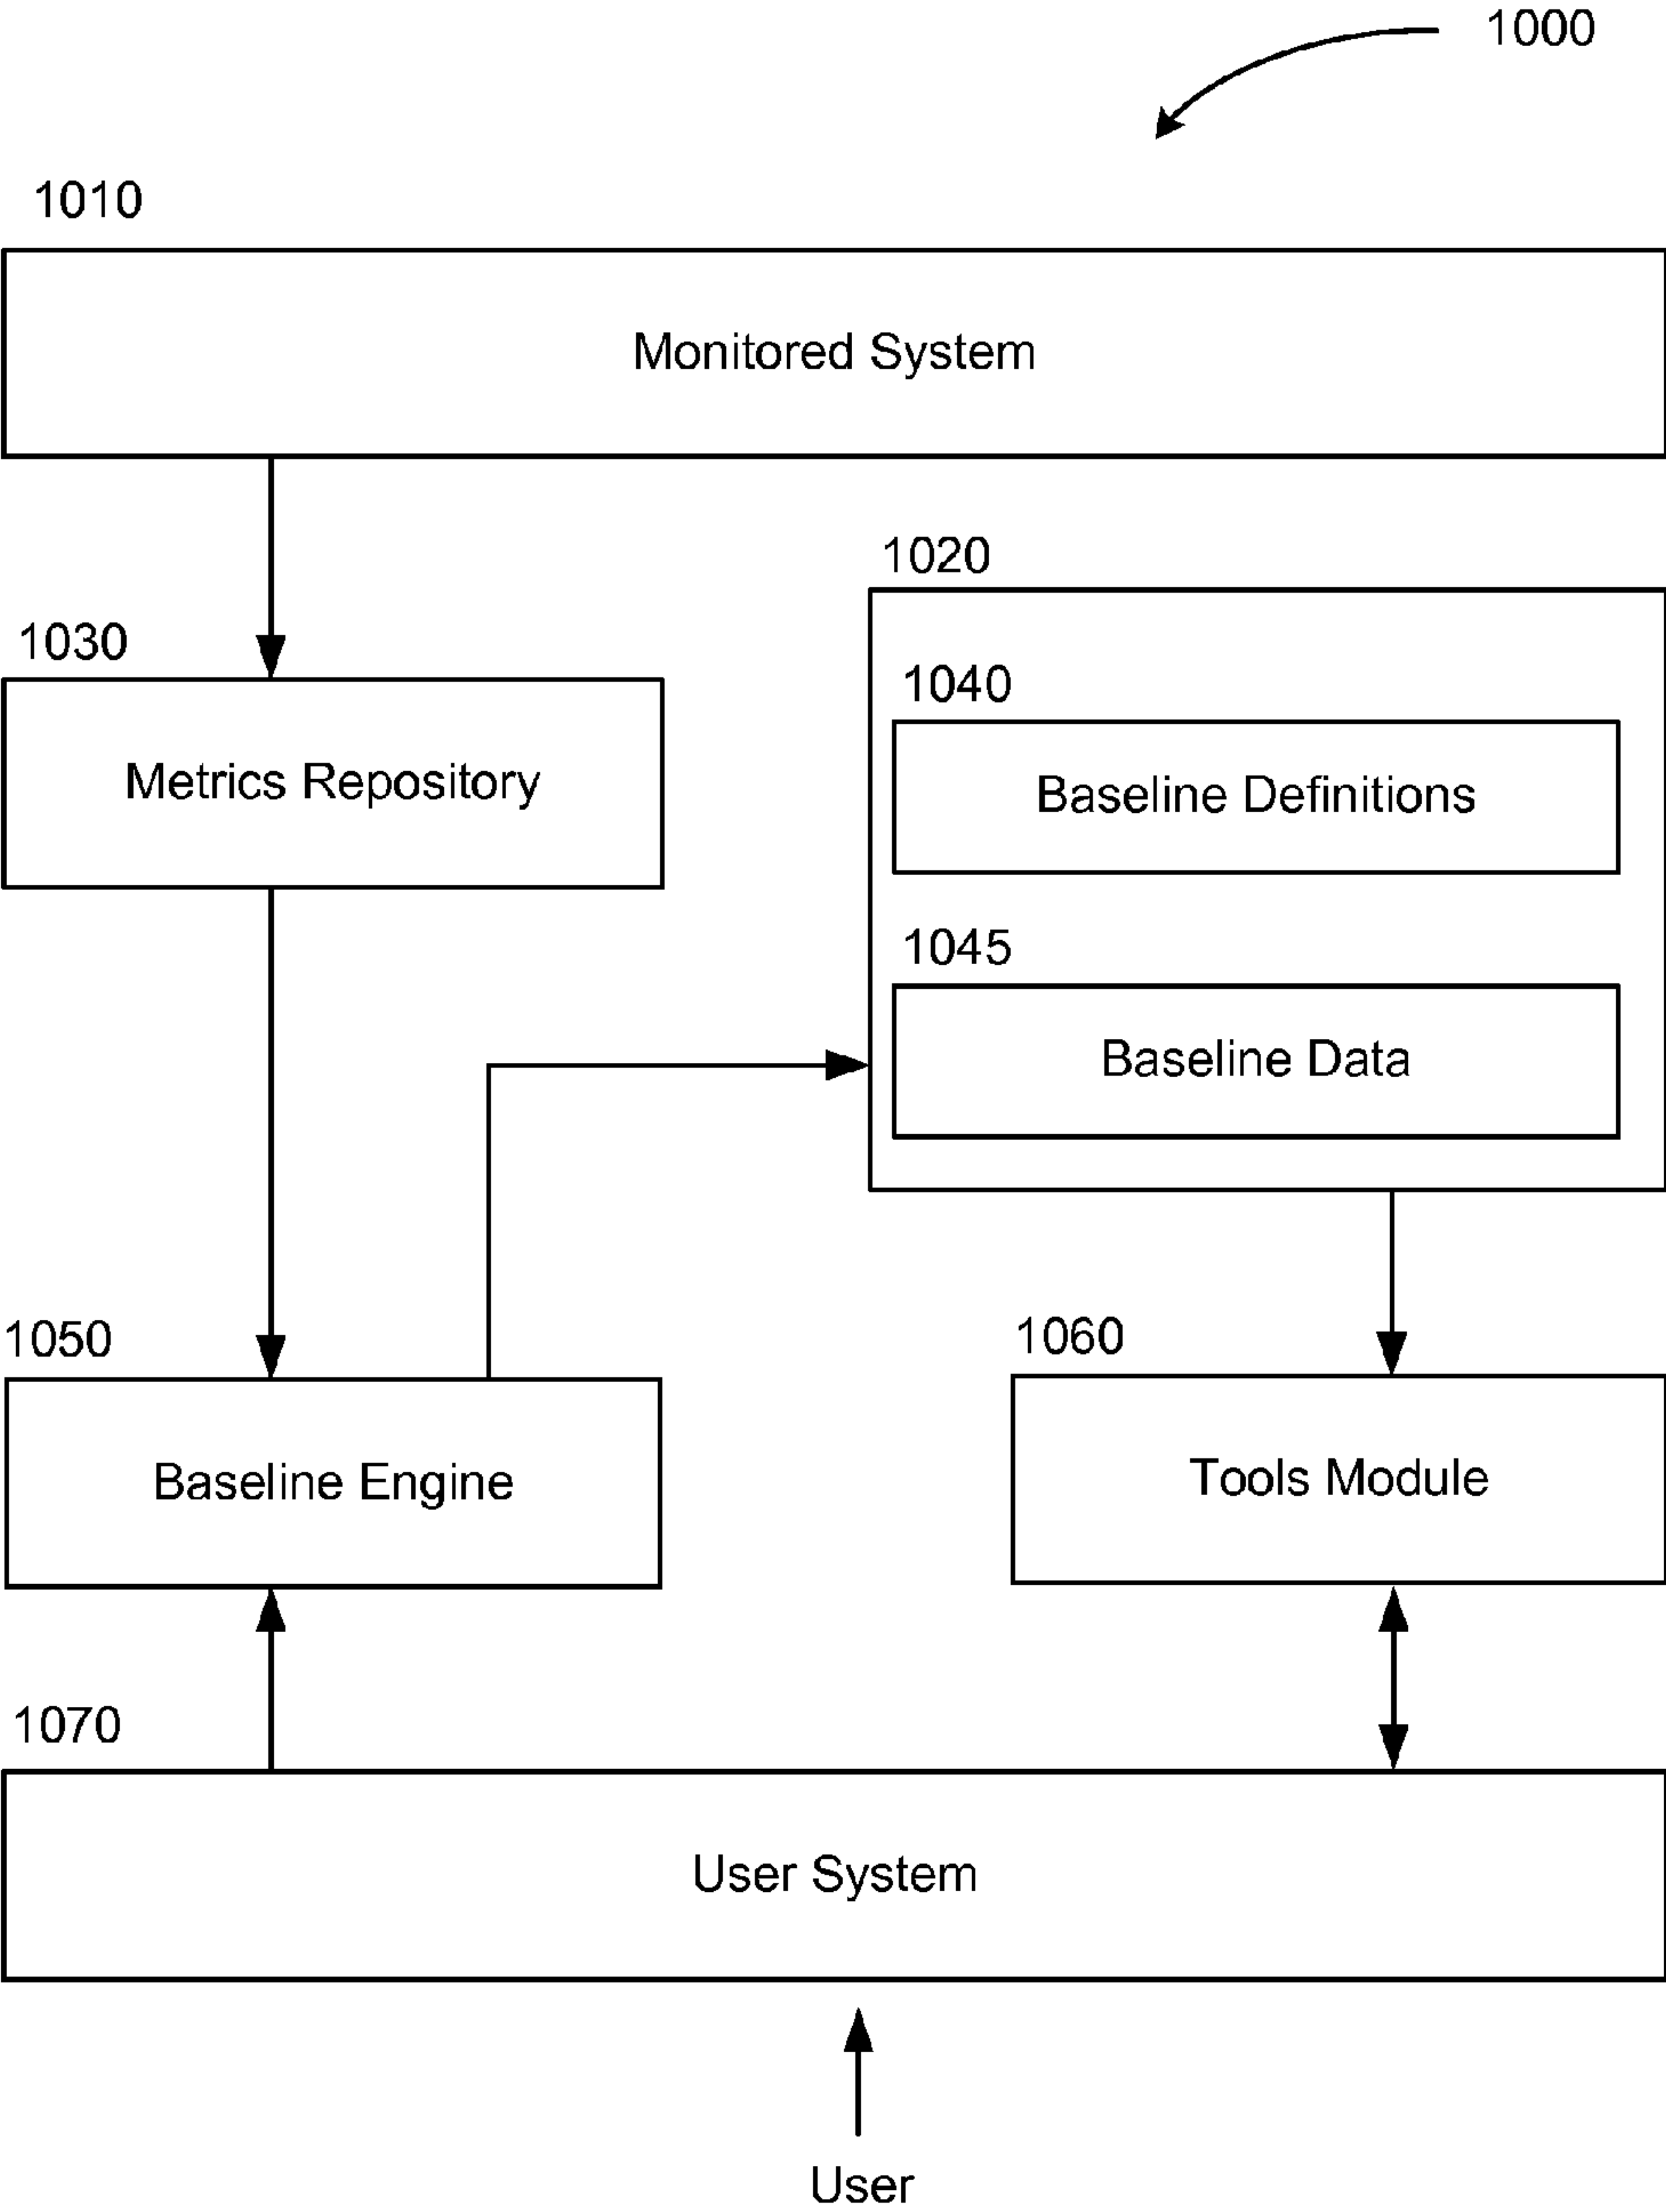 1000
1010
Monitored System
1020
1030
1040
Metrics Repository
Baseline Definitions
1045
Baseline Data
1050
1060
Baseline Engine
Tools Module
1070
User System
User